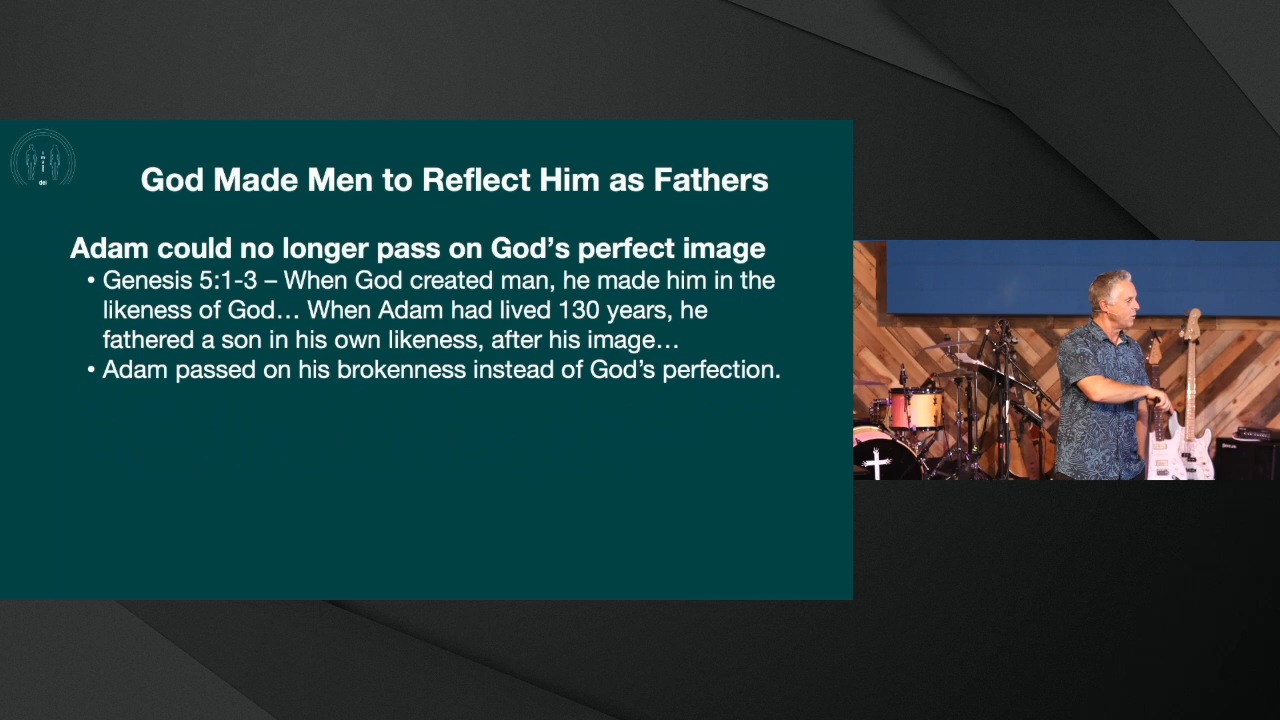 God Made Men to Reflect Him as Fathers
Adam could no longer pass on God’s perfect image
• Genesis 5:1-3 – When God created man, he made him in the
likeness of God… When Adam had lived 130 years, he
fathered a son in his own likeness, after his image…
• Adam passed on his brokenness instead of God’s perfection.
dei